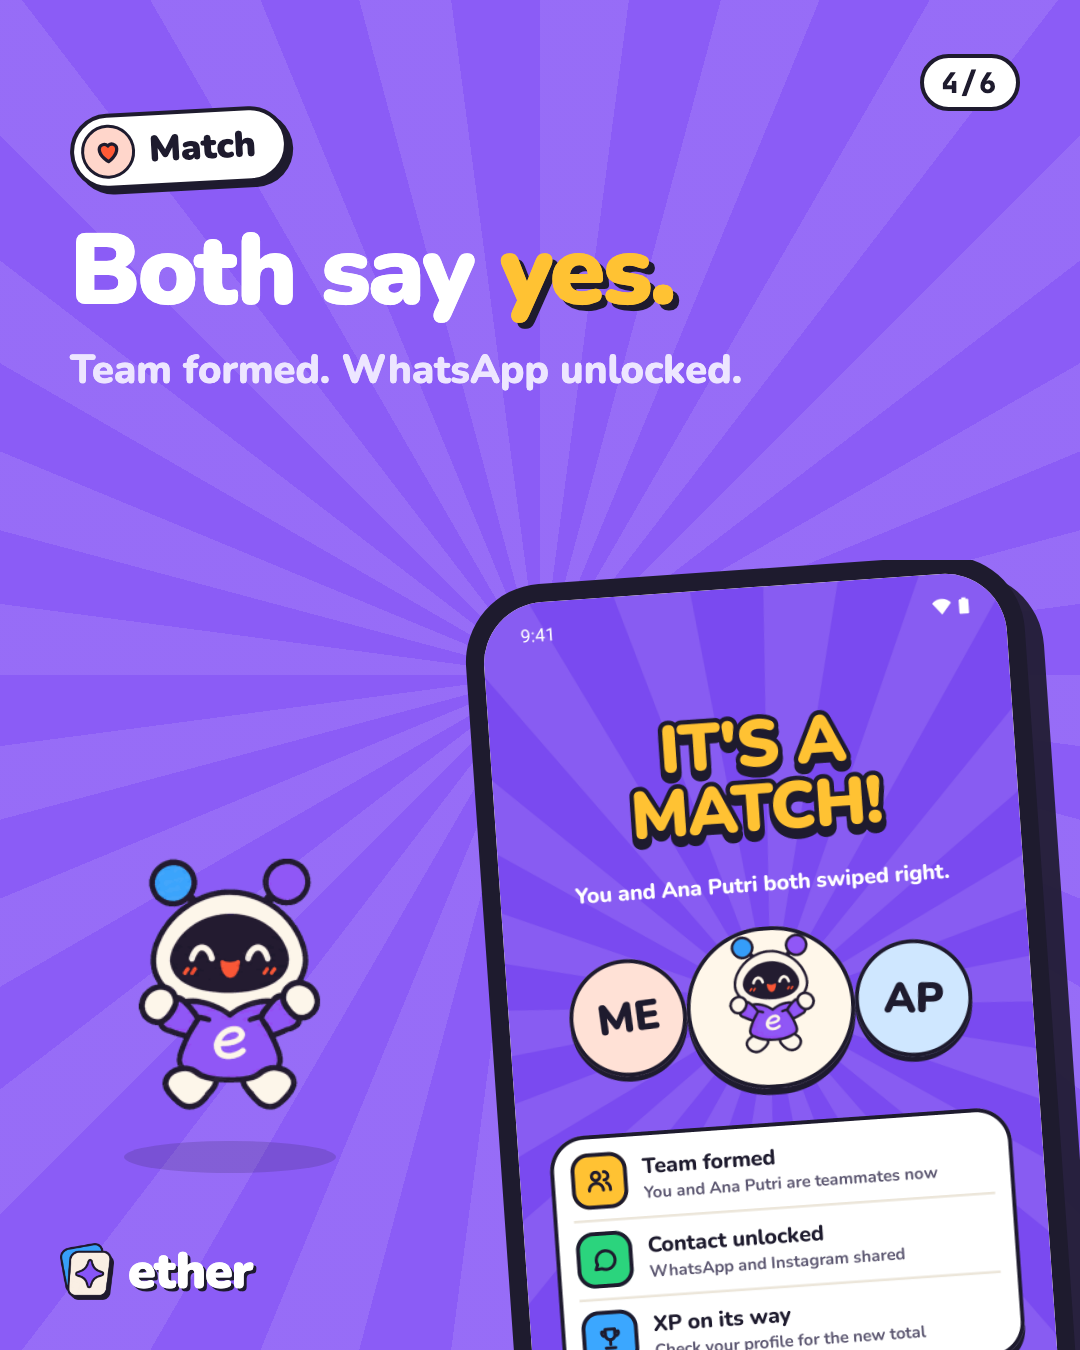 4/6
Match
Both say yes.
Team formed. WhatsApp unlocked.
9:41
IT'S A
MATCH!
You and Ana Putri both swiped right.
ME
e
AP
e
Team formed
You and Ana Putri are teammates now
Contact unlocked
WhatsApp and Instagram shared
XP on its way
Check your profile for the new total
ether